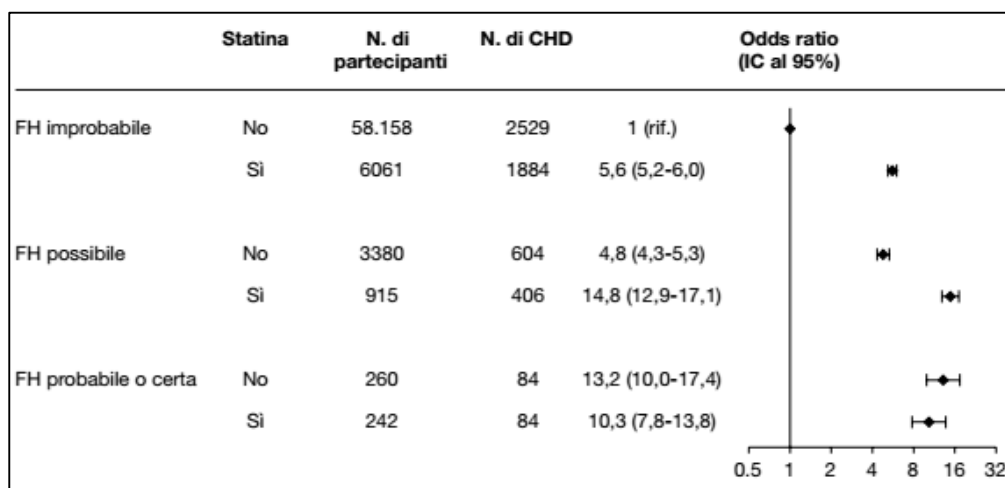 Statina N. di partecipanti N. di CHD Odds ratio (IC al 95%)
FH improbabile No 58.158 2529 1 (rif.)
Sì 6061 1884 5,6 (5,2-6,0)
FH possibile No 3380 604 4,8 (4,3-5,3)
Sì 915 406 14,8 (12,9-17,1)
FH probabile o certa No 260 84 13,2 (10,0-17,4)
Sì 242 84 10,3 (7,8-13,8)
0.5 1 2 4 8 16 32